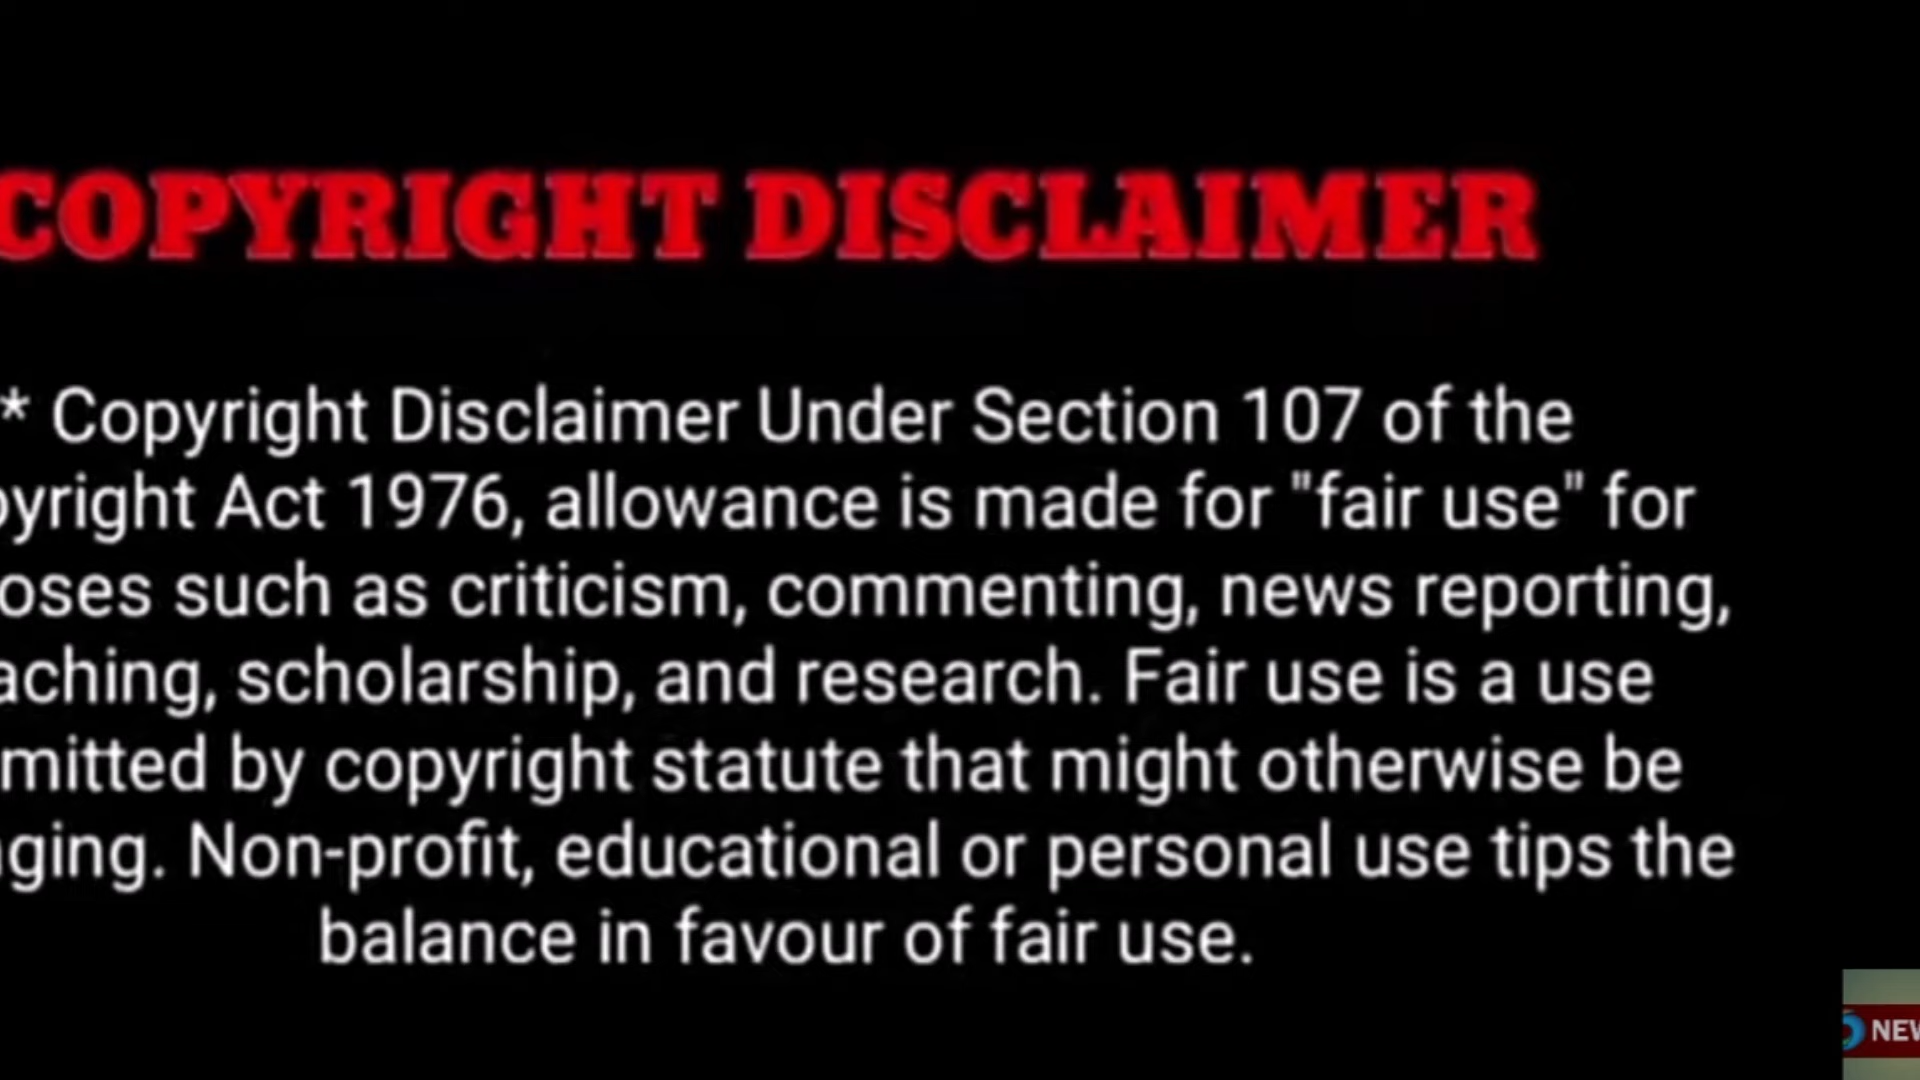 COPYRIGHT DISCLAIMER
* Copyright Disclaimer Under Section 107 of the
pyright Act 1976, allowance is made for "fair use" for
oses such as criticism, commenting, news reporting,
aching, scholarship, and research. Fair use is a use
mitted by copyright statute that might otherwise be
ging. Non-profit, educational or personal use tips the
balance in favour of fair use.
5 NEW